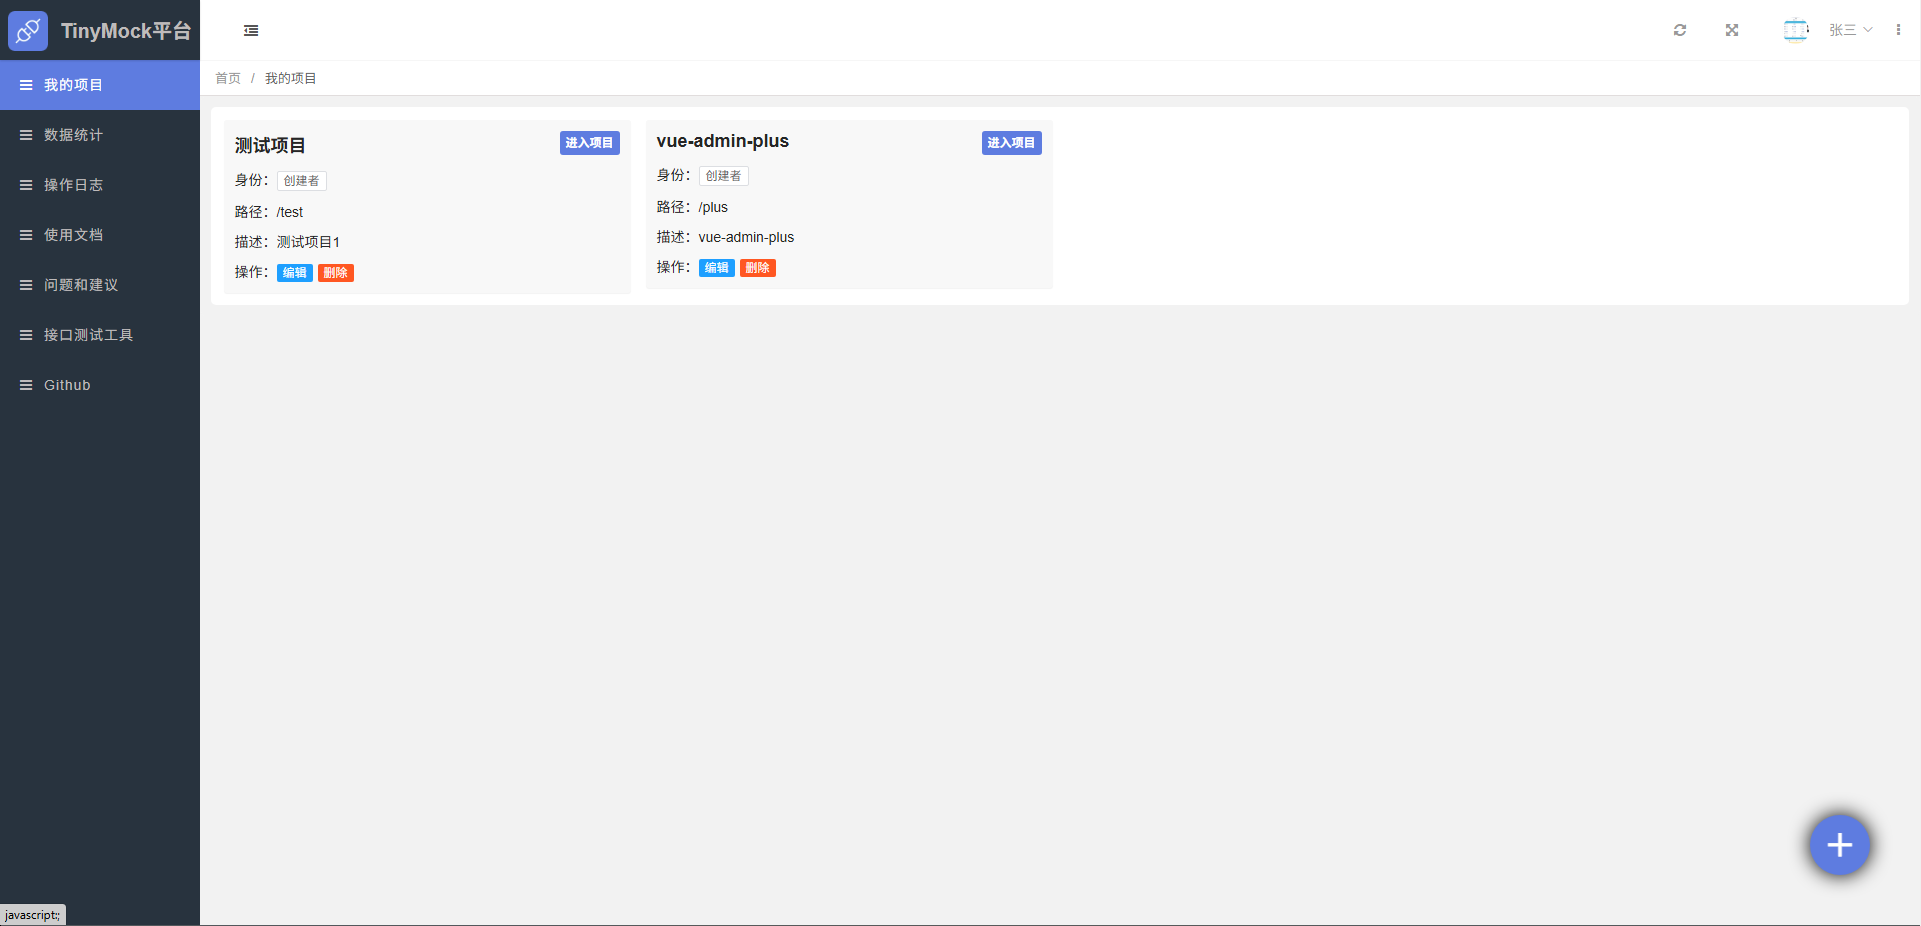 TinyMock平台
我的项目
数据统计
操作日志
使用文档
问题和建议
接口测试工具
Github
张三
首页 / 我的项目
测试项目
进入项目
身份： 创建者
路径：/test
描述：测试项目1
操作： 编辑 删除
vue-admin-plus
进入项目
身份： 创建者
路径：/plus
描述：vue-admin-plus
操作： 编辑 删除
javascript:;